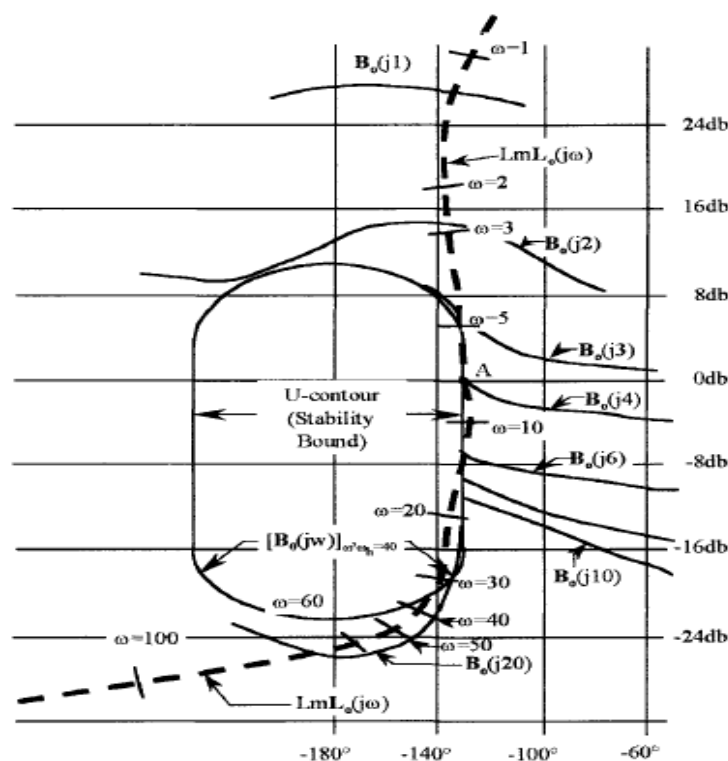 ω=1
B₀(j1)
24db
LmL₀(jω)
ω=2
16db
ω=3
B₀(j2)
8db
ω=5
B₀(j3)
A
0db
U-contour
(Stability
Bound)
B₀(j4)
ω=10
B₀(j6)
-8db
ω=20
[B₀(jw)]
-16db
B₀(j10)
ω=30
ω=60
ω=40
ω=100
ω=50
-24db
B₀(j20)
LmL₀(jω)
-180° -140° -100° -60°